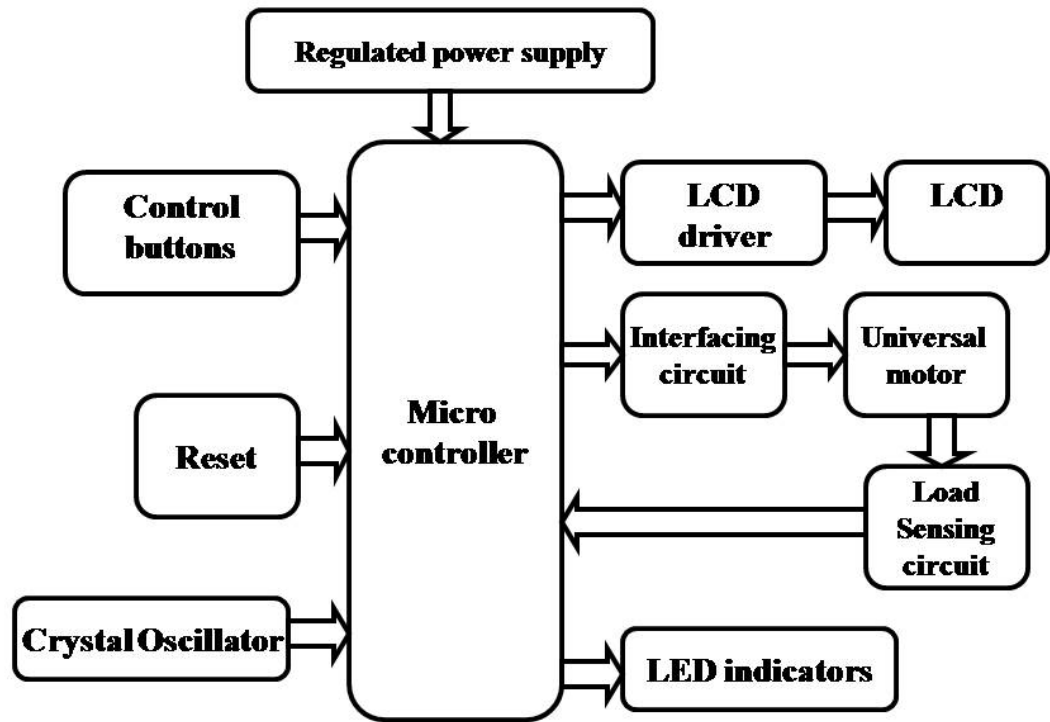 Regulated power supply
Control
buttons
LCD
driver
LCD
Interfacing
circuit
Universal
motor
Micro
controller
Reset
Load
Sensing
circuit
Crystal Oscillator
LED indicators